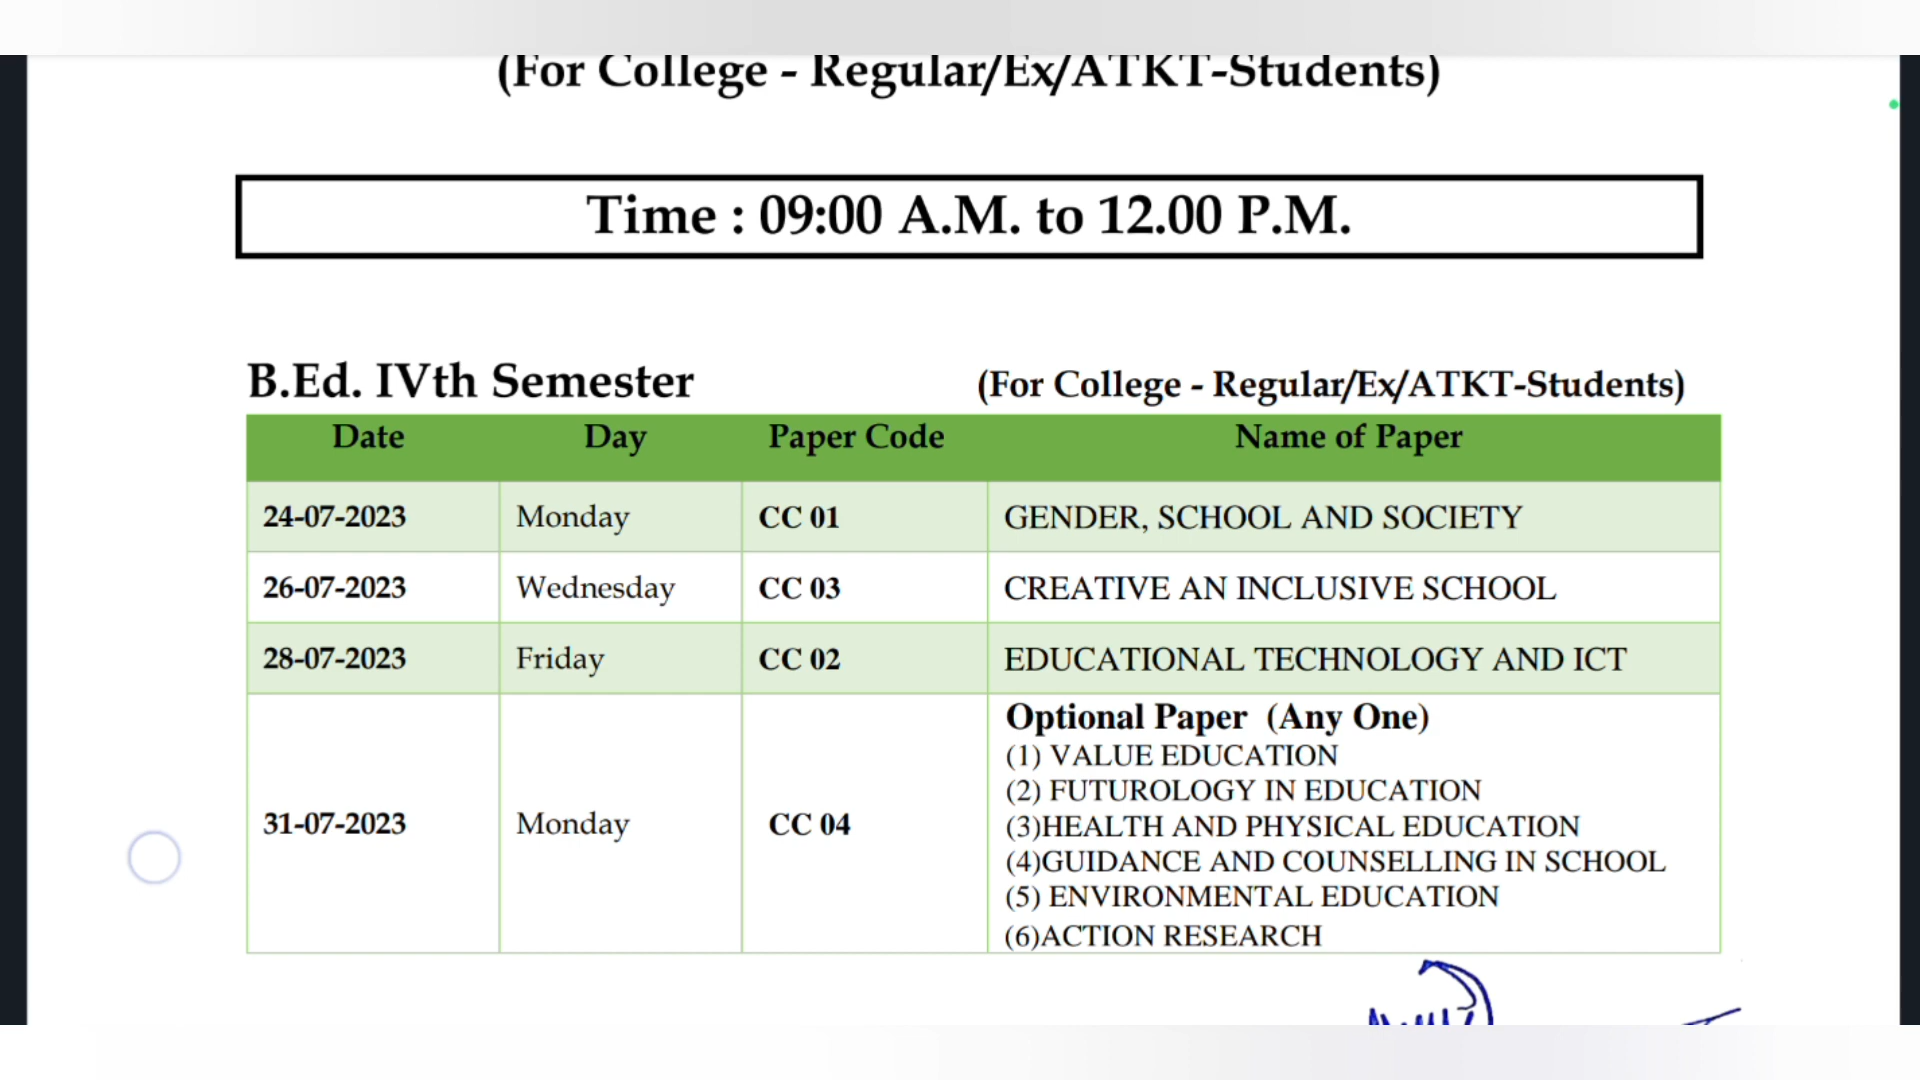 (For College - Regular/Ex/ATKT-Students)
Time : 09:00 A.M. to 12.00 P.M.
B.Ed. IVth Semester (For College - Regular/Ex/ATKT-Students)
Date Day Paper Code Name of Paper
24-07-2023 Monday CC 01 GENDER, SCHOOL AND SOCIETY
26-07-2023 Wednesday CC 03 CREATIVE AN INCLUSIVE SCHOOL
28-07-2023 Friday CC 02 EDUCATIONAL TECHNOLOGY AND ICT
Optional Paper (Any One)
(1) VALUE EDUCATION
(2) FUTUROLOGY IN EDUCATION
31-07-2023 Monday CC 04 (3)HEALTH AND PHYSICAL EDUCATION
(4)GUIDANCE AND COUNSELLING IN SCHOOL
(5) ENVIRONMENTAL EDUCATION
(6)ACTION RESEARCH